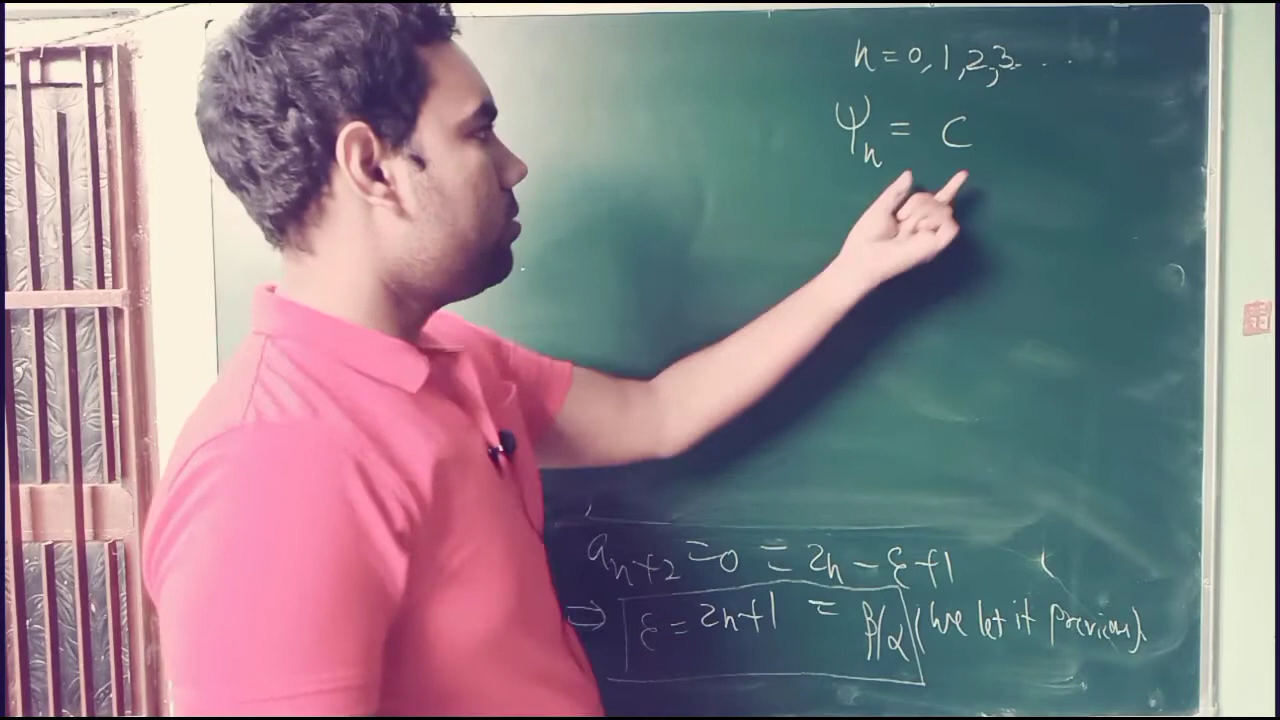 n=0,1,2,3....
ψn = C
an+2 =0 = 2n - ε+1
⇒ ε = 2n+1 = β/α (We let it previous).